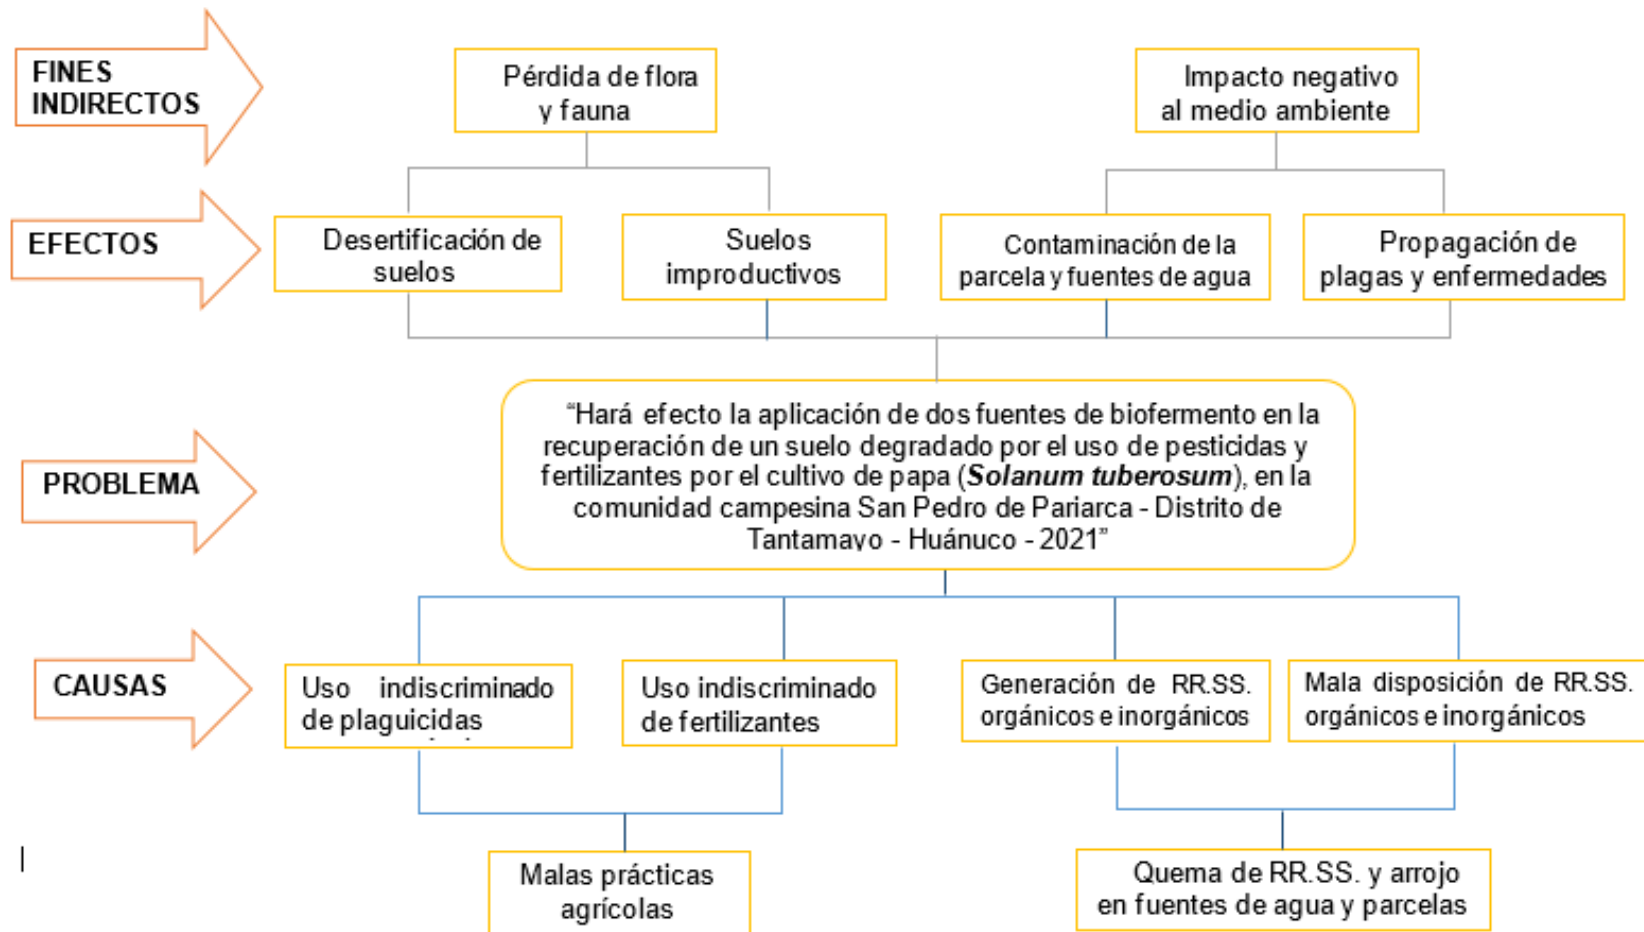 FINES
INDIRECTOS
Pérdida de flora
y fauna
Impacto negativo
al medio ambiente
EFECTOS
Desertificación de
suelos
Suelos
improductivos
Contaminación de la
parcela y fuentes de agua
Propagación de
plagas y enfermedades
PROBLEMA
“Hará efecto la aplicación de dos fuentes de biofermento en la
recuperación de un suelo degradado por el uso de pesticidas y
fertilizantes por el cultivo de papa (Solanum tuberosum), en la
comunidad campesina San Pedro de Pariarca - Distrito de
Tantamayo - Huánuco - 2021”
CAUSAS
Uso indiscriminado
de plaguicidas
Uso indiscriminado
de fertilizantes
Generación de RR.SS.
orgánicos e inorgánicos
Mala disposición de RR.SS.
orgánicos e inorgánicos
Malas prácticas
agrícolas
Quema de RR.SS. y arrojo
en fuentes de agua y parcelas